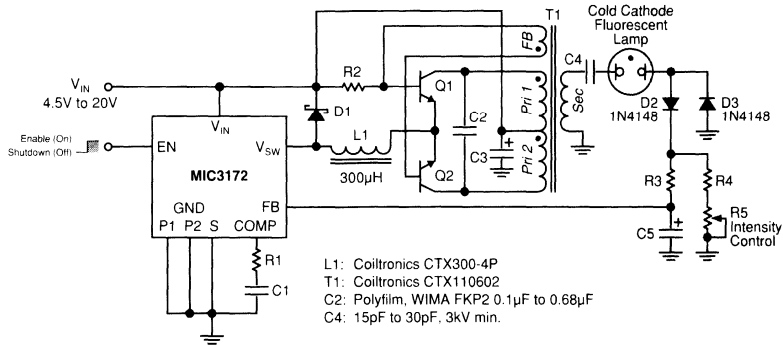 Cold Cathode
Fluorescent
Lamp
T1
FB
C4
R2
VIN
4.5V to 20V
Q1
Pri 1
Sec
D1
C2
D2
1N4148
D3
1N4148
Enable (On)
Shutdown (Off)
EN
VIN
VSW
L1
300µH
C3
Pri 2
MIC3172
Q2
R3
R4
GND
FB
P1 P2 S COMP
R5
Intensity
Control
C5
R1
C1
L1: Coiltronics CTX300-4P
T1: Coiltronics CTX110602
C2: Polyfilm, WIMA FKP2 0.1µF to 0.68µF
C4: 15pF to 30pF, 3kV min.